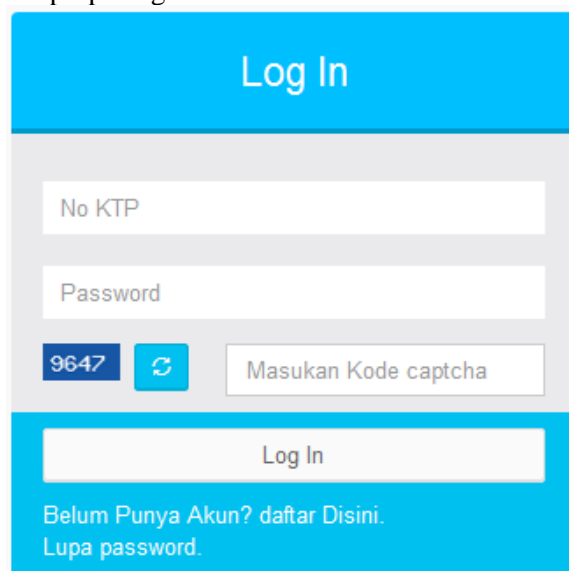 Log In
No KTP
Password
9647
Masukan Kode captcha
Log In
Belum Punya Akun? daftar Disini.
Lupa password.